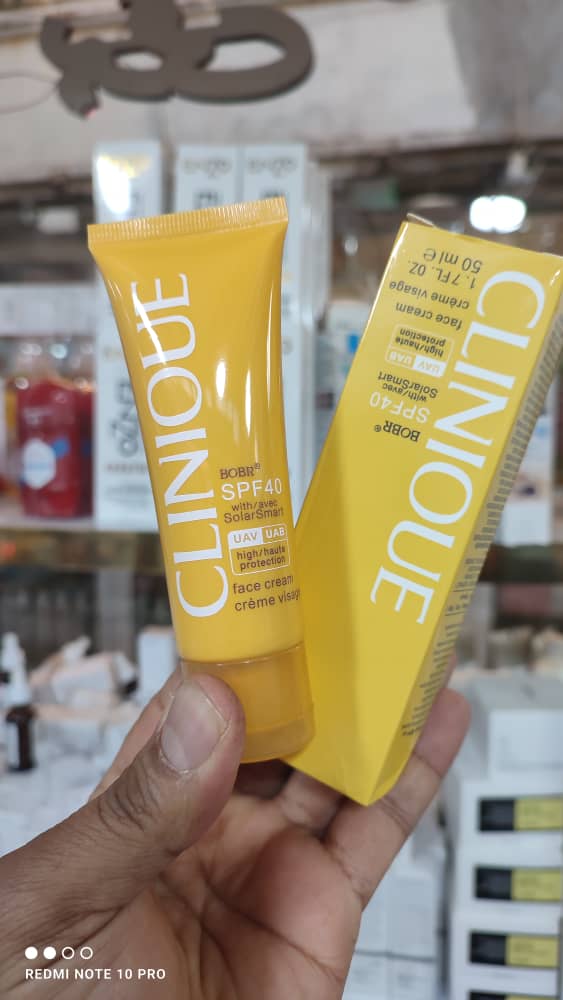 CLINIQUE
BOBR®
SPF40
with/avec
SolarSmart
UAV UAB
high/haute
protection
face cream
crème visage
CLINIQUE
BOBR®
SPF40
with/avec
SolarSmart
UAV UAB
high/haute
protection
face cream
crème visage
1.7FL. OZ.
50 ml e
REDMI NOTE 10 PRO